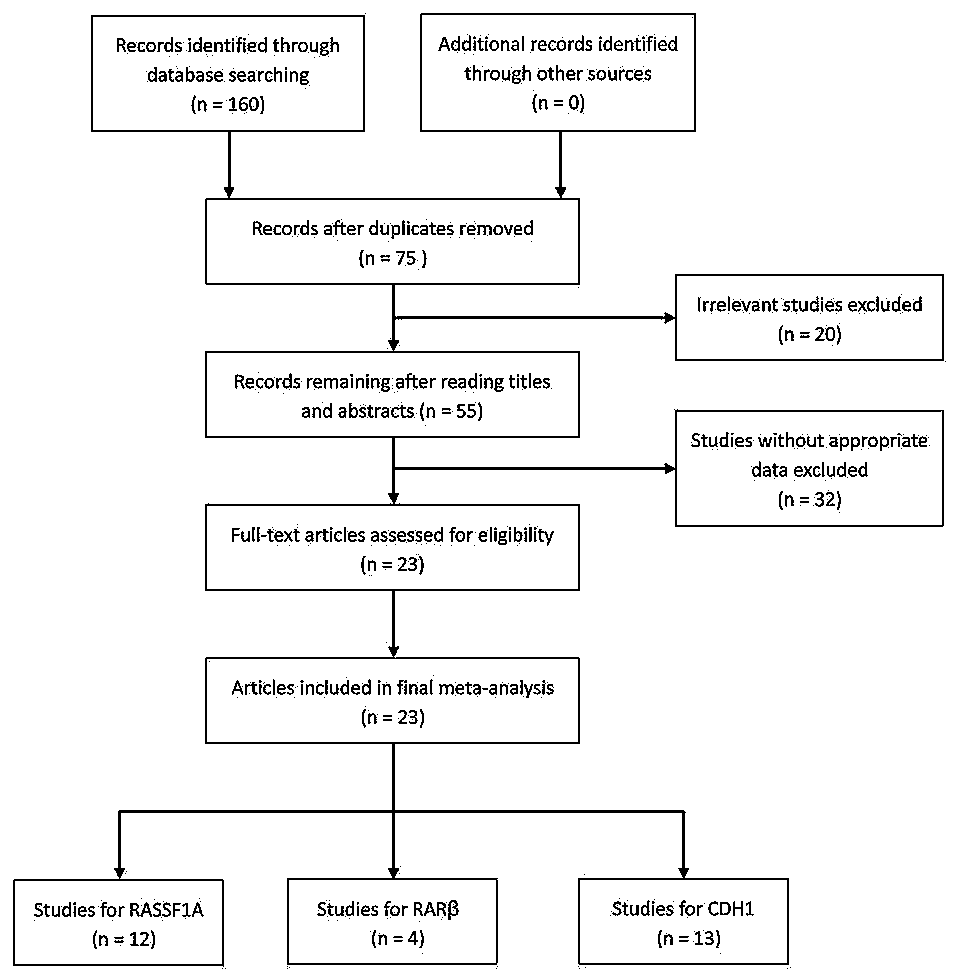 Records identified through
database searching
(n = 160)
Additional records identified
through other sources
(n = 0)
Records after duplicates removed
(n = 75 )
Irrelevant studies excluded
(n = 20)
Records remaining after reading titles
and abstracts (n = 55)
Studies without appropriate
data excluded
(n = 32)
Full-text articles assessed for eligibility
(n = 23)
Articles included in final meta-analysis
(n = 23)
Studies for RASSF1A
(n = 12)
Studies for RARβ
(n = 4)
Studies for CDH1
(n = 13)